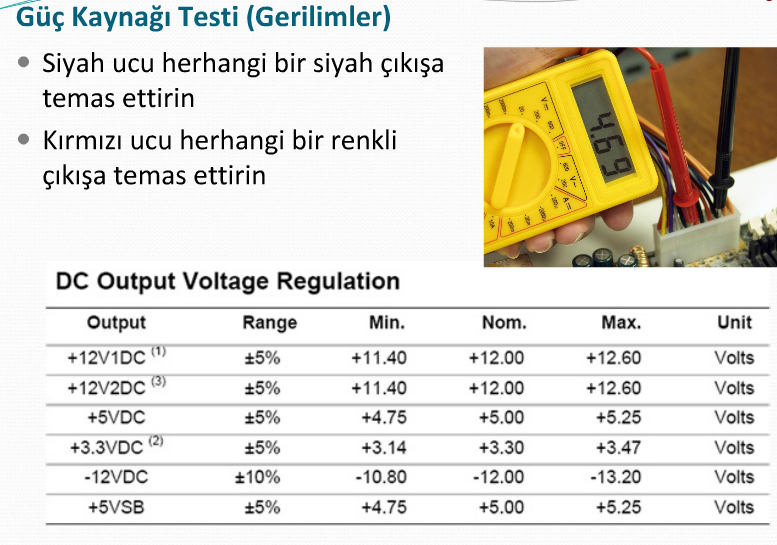 Güç Kaynağı Testi (Gerilimler)
• Siyah ucu herhangi bir siyah çıkışa
temas ettirin
• Kırmızı ucu herhangi bir renkli
çıkışa temas ettirin
DC Output Voltage Regulation
Output Range Min. Nom. Max. Unit
+12V1DC (1) ±5% +11.40 +12.00 +12.60 Volts
+12V2DC (3) ±5% +11.40 +12.00 +12.60 Volts
+5VDC ±5% +4.75 +5.00 +5.25 Volts
+3.3VDC (2) ±5% +3.14 +3.30 +3.47 Volts
-12VDC ±10% -10.80 -12.00 -13.20 Volts
+5VSB ±5% +4.75 +5.00 +5.25 Volts